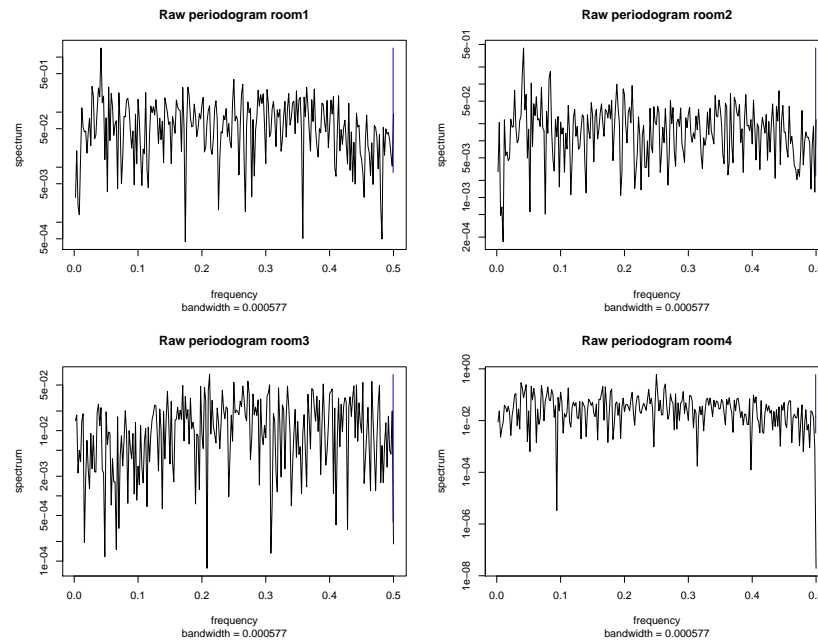 Raw periodogram room1
spectrum
5e-01
5e-02
5e-03
5e-04
0.0 0.1 0.2 0.3 0.4 0.5
frequency
bandwidth = 0.000577
Raw periodogram room2
spectrum
5e-01
5e-02
5e-03
1e-03
2e-04
0.0 0.1 0.2 0.3 0.4 0.5
frequency
bandwidth = 0.000577
Raw periodogram room3
spectrum
5e-02
1e-02
2e-03
5e-04
1e-04
0.0 0.1 0.2 0.3 0.4 0.5
frequency
bandwidth = 0.000577
Raw periodogram room4
spectrum
1e+00
1e-02
1e-04
1e-06
1e-08
0.0 0.1 0.2 0.3 0.4 0.5
frequency
bandwidth = 0.000577